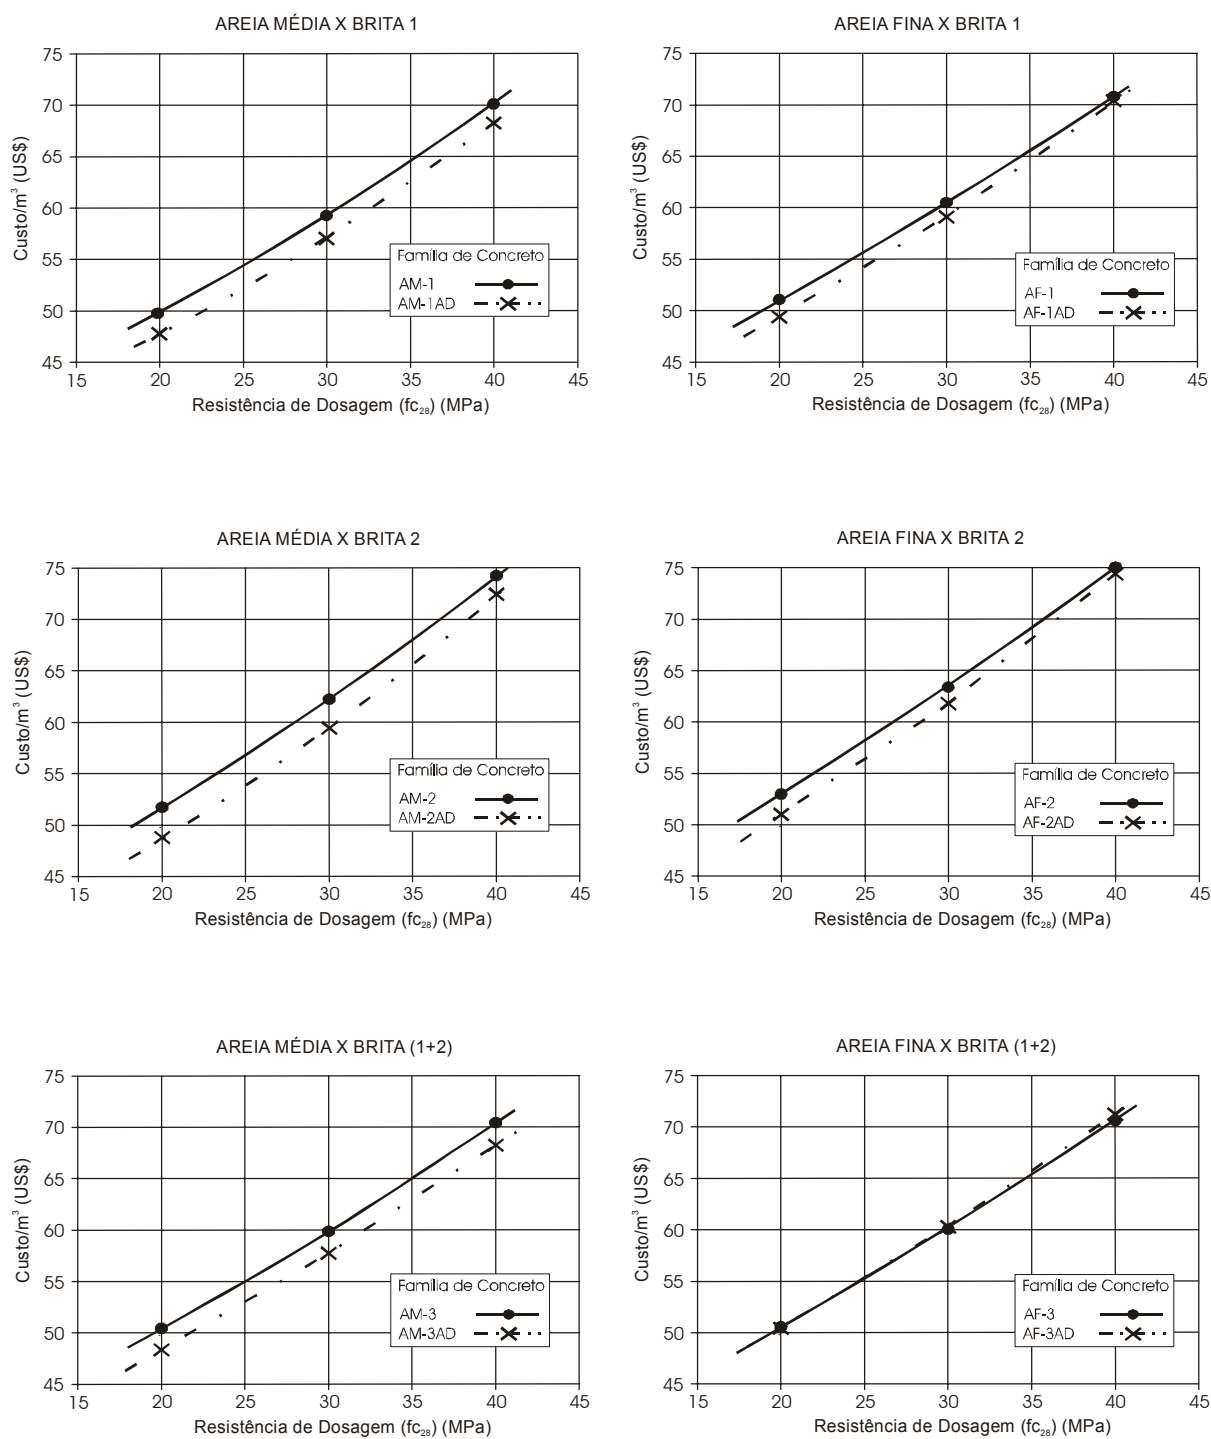 AREIA MÉDIA X BRITA 1
75
70
65
60
55
50
45
15 20 25 30 35 40 45
Custo/m³ (US$)
Resistência de Dosagem (fc₂₈) (MPa)
Família de Concreto
AM-1
AM-1AD
AREIA FINA X BRITA 1
75
70
65
60
55
50
45
15 20 25 30 35 40 45
Custo/m³ (US$)
Resistência de Dosagem (fc₂₈) (MPa)
Família de Concreto
AF-1
AF-1AD
AREIA MÉDIA X BRITA 2
75
70
65
60
55
50
45
15 20 25 30 35 40 45
Custo/m³ (US$)
Resistência de Dosagem (fc₂₈) (MPa)
Família de Concreto
AM-2
AM-2AD
AREIA FINA X BRITA 2
75
70
65
60
55
50
45
15 20 25 30 35 40 45
Custo/m³ (US$)
Resistência de Dosagem (fc₂₈) (MPa)
Família de Concreto
AF-2
AF-2AD
AREIA MÉDIA X BRITA (1+2)
75
70
65
60
55
50
45
15 20 25 30 35 40 45
Custo/m³ (US$)
Resistência de Dosagem (fc₂₈) (MPa)
Família de Concreto
AM-3
AM-3AD
AREIA FINA X BRITA (1+2)
75
70
65
60
55
50
45
15 20 25 30 35 40 45
Custo/m³ (US$)
Resistência de Dosagem (fc₂₈) (MPa)
Família de Concreto
AF-3
AF-3AD